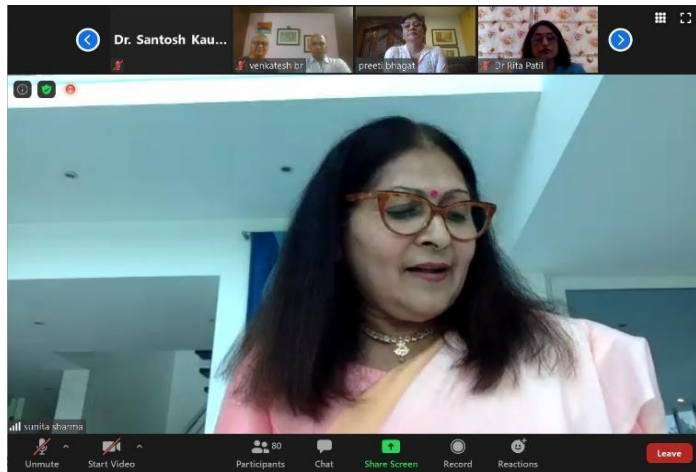 Dr. Santosh Kau...
venkatesh br
preeti bhagat
Dr Rita Patil
sunita sharma
Unmute
Start Video
80
Participants
Chat
Share Screen
Record
Reactions
Leave